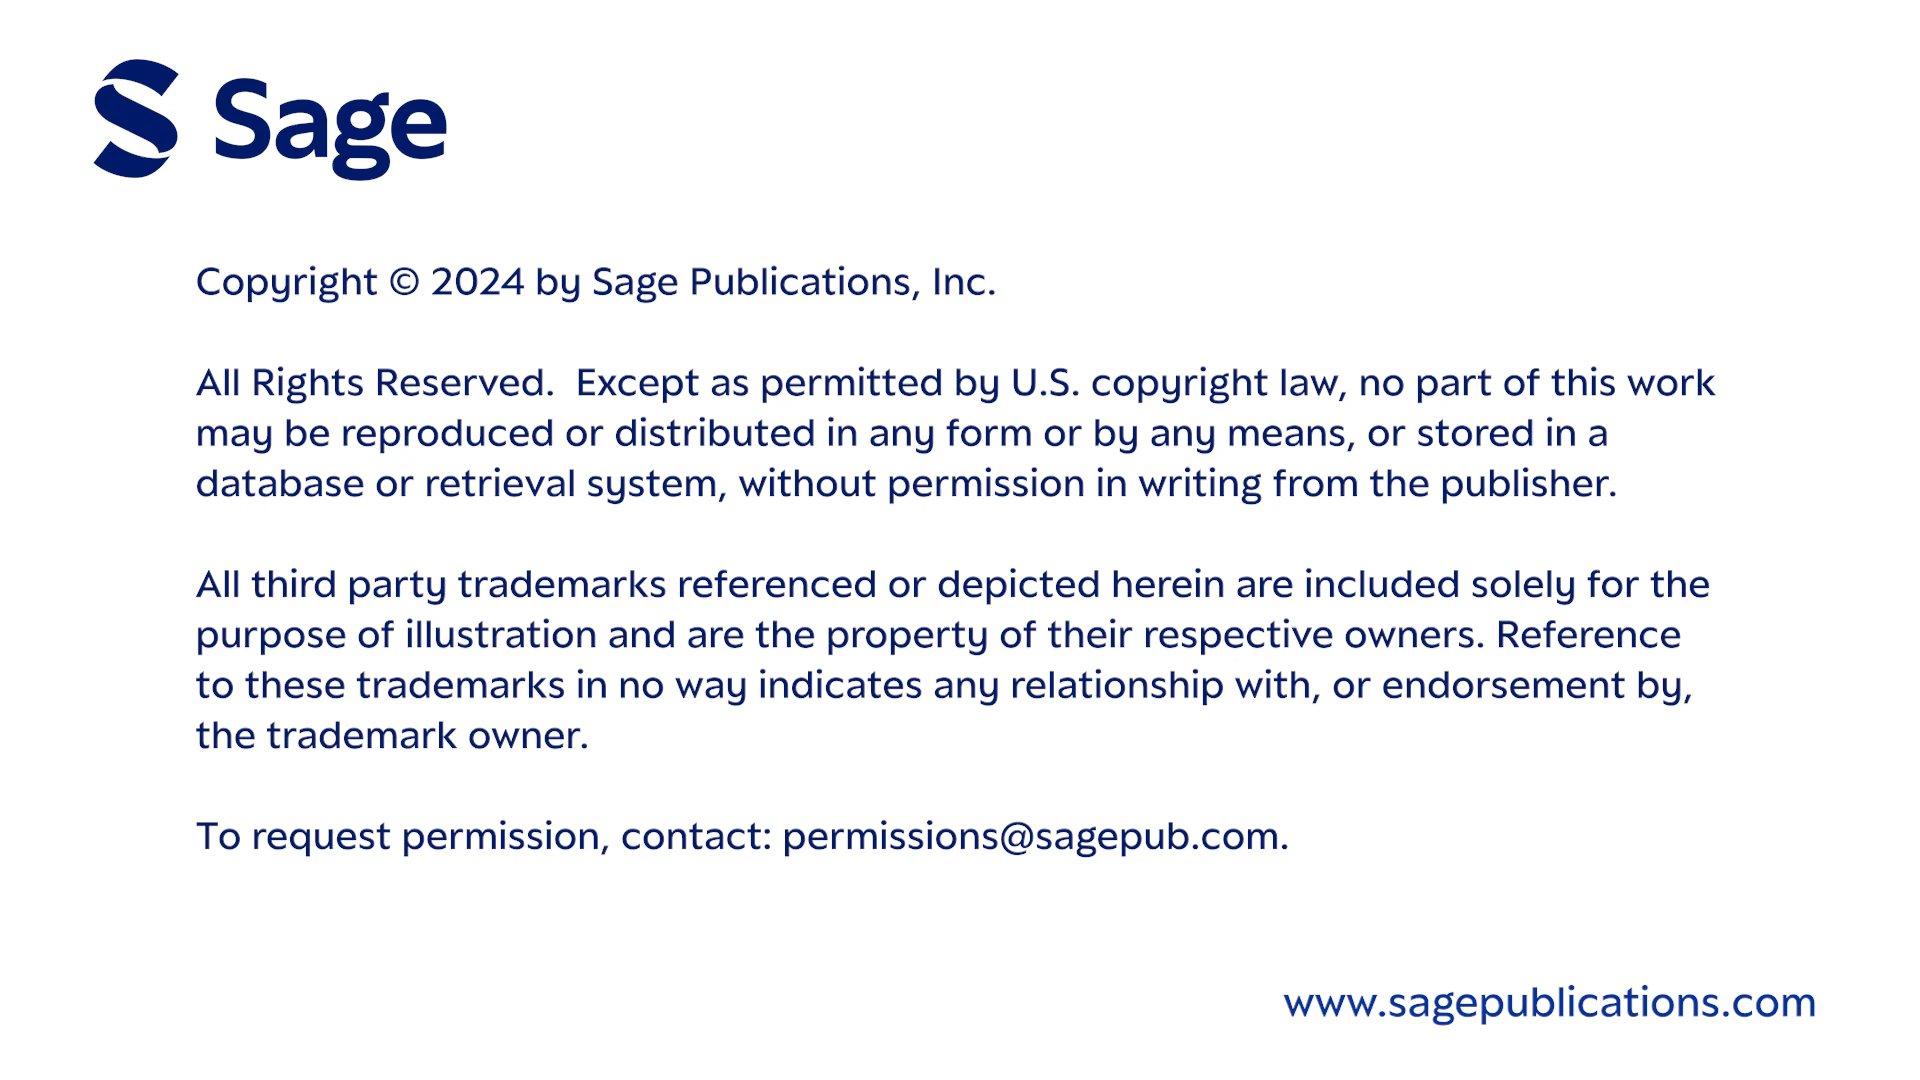 Sage
Copyright © 2024 by Sage Publications, Inc.
All Rights Reserved.  Except as permitted by U.S. copyright law, no part of this work
may be reproduced or distributed in any form or by any means, or stored in a
database or retrieval system, without permission in writing from the publisher.
All third party trademarks referenced or depicted herein are included solely for the
purpose of illustration and are the property of their respective owners. Reference
to these trademarks in no way indicates any relationship with, or endorsement by,
the trademark owner.
To request permission, contact: permissions@sagepub.com.
www.sagepublications.com